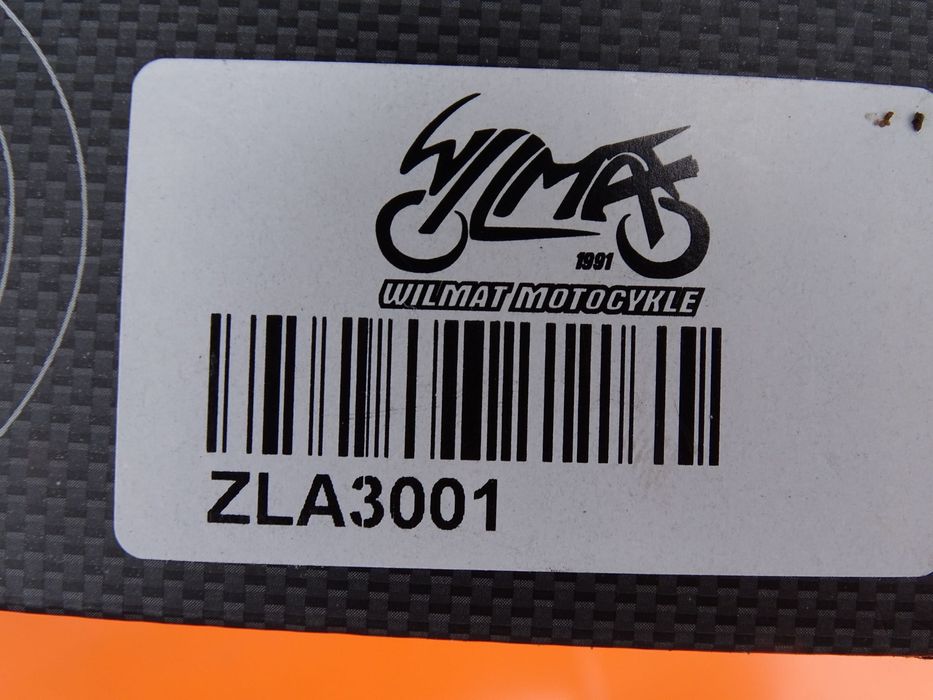 WILMAT
1991
WILMAT MOTOCYKLE
ZLA3001